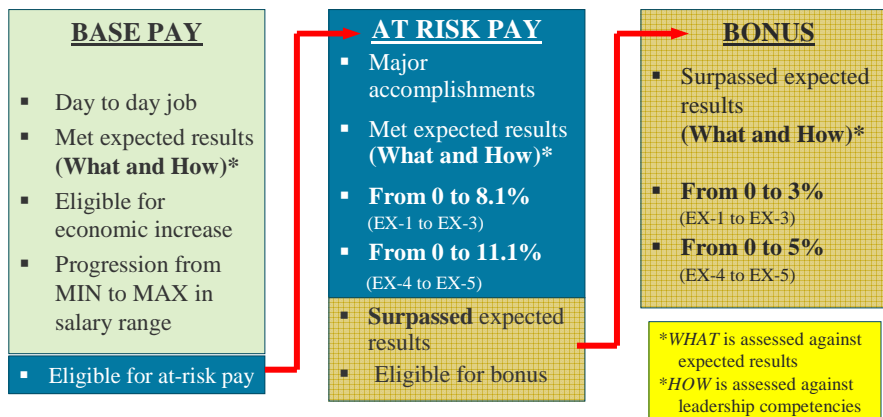 BASE PAY
▪ Day to day job
▪ Met expected results
(What and How)*
▪ Eligible for
economic increase
▪ Progression from
MIN to MAX in
salary range
▪ Eligible for at-risk pay
AT RISK PAY
▪ Major
accomplishments
▪ Met expected results
(What and How)*
▪ From 0 to 8.1%
(EX-1 to EX-3)
▪ From 0 to 11.1%
(EX-4 to EX-5)
▪ Surpassed expected
results
▪ Eligible for bonus
BONUS
▪ Surpassed expected
results
(What and How)*
▪ From 0 to 3%
(EX-1 to EX-3)
▪ From 0 to 5%
(EX-4 to EX-5)
*WHAT is assessed against
expected results
*HOW is assessed against
leadership competencies